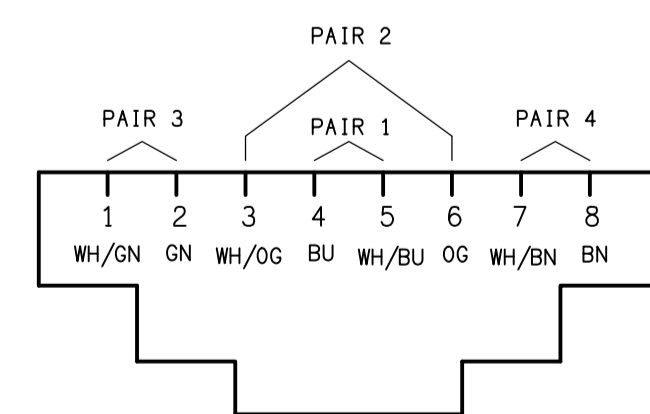 PAIR 2
PAIR 3 PAIR 1 PAIR 4
1 2 3 4 5 6 7 8
WH/GN GN WH/OG BU WH/BU OG WH/BN BN